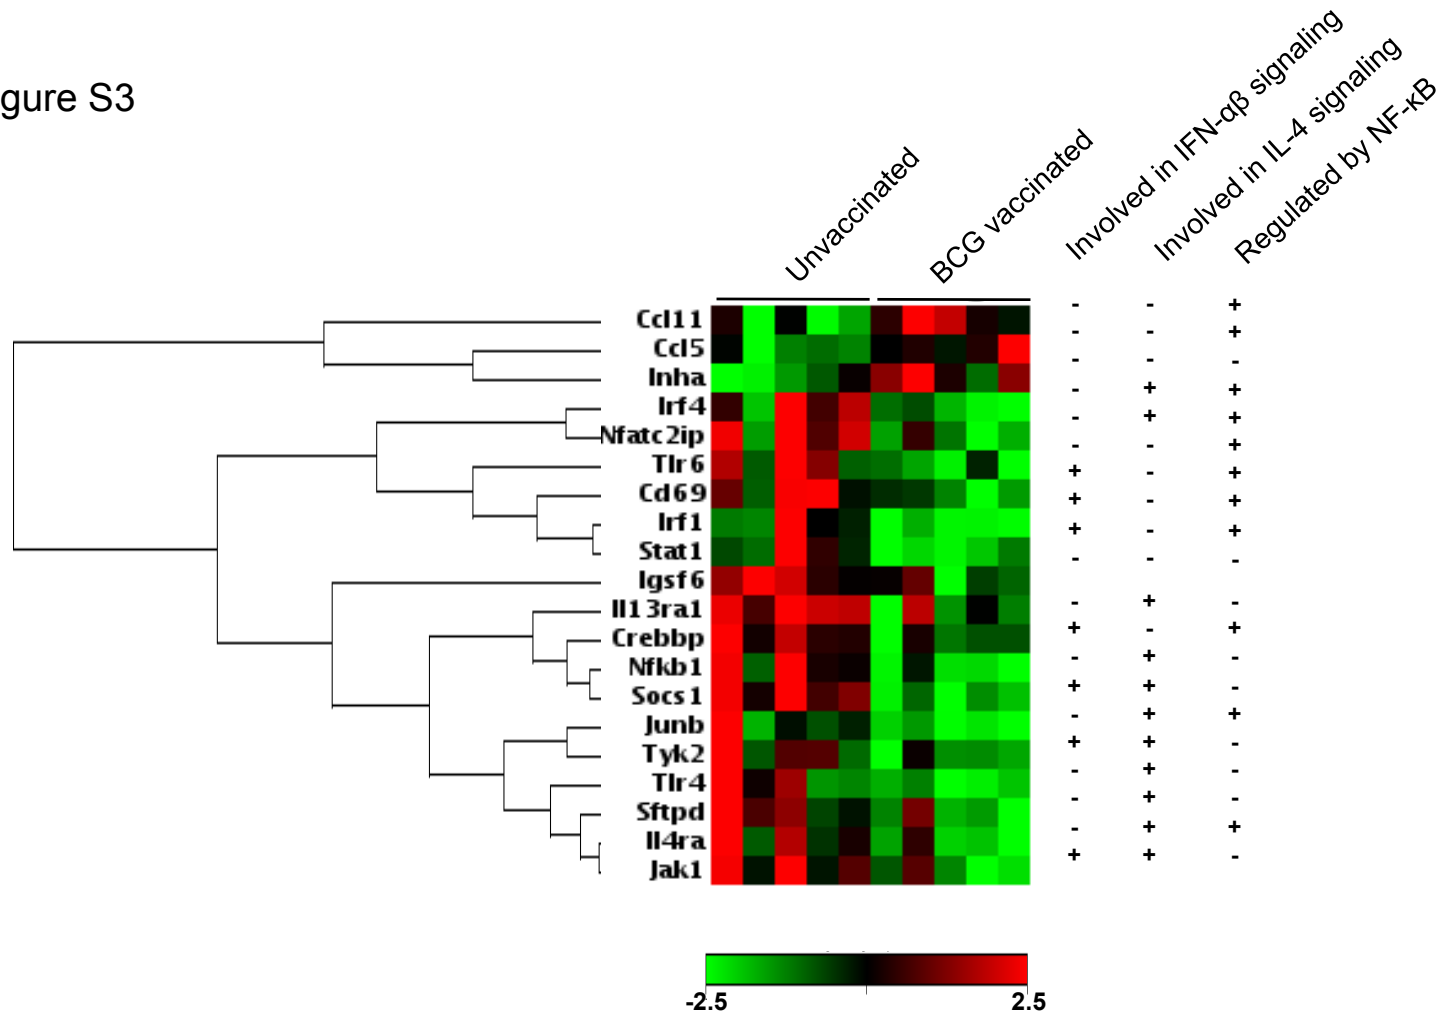 gure S3
Unvaccinated
BCG vaccinated
Involved in IFN-αβ signaling
Involved in IL-4 signaling
Regulated by NF-κB
Ccl11 - - +
Ccl5 - - +
Inha - - -
Irf4 - + +
Nfatc2ip - + +
Tlr6 - - +
Cd69 + - +
Irf1 + - +
Stat1 + - +
Igsf6 - - -
Il13ra1 - + -
Crebbp + - +
Nfkb1 - + -
Socs1 + + -
Junb - + +
Tyk2 + + -
Tlr4 - + -
Sftpd - + -
Il4ra - + +
Jak1 + + -
-2.5 2.5